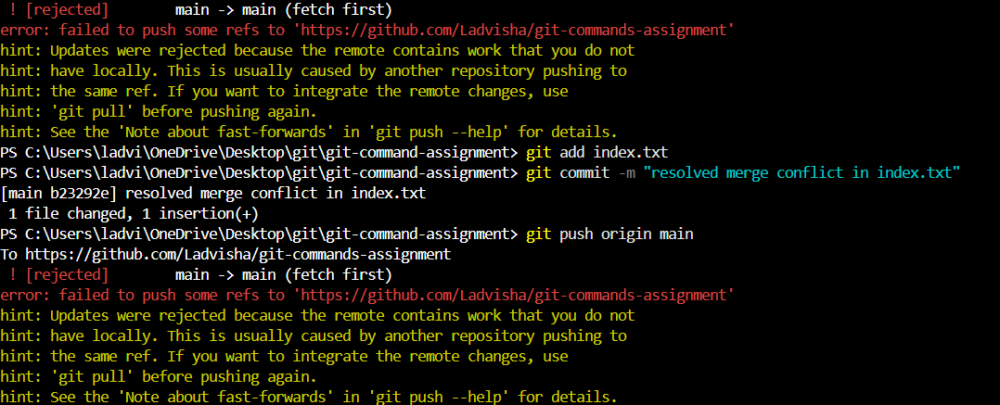 ! [rejected]        main -> main (fetch first)
error: failed to push some refs to 'https://github.com/Ladvisha/git-commands-assignment'
hint: Updates were rejected because the remote contains work that you do not
hint: have locally. This is usually caused by another repository pushing to
hint: the same ref. If you want to integrate the remote changes, use
hint: 'git pull' before pushing again.
hint: See the 'Note about fast-forwards' in 'git push --help' for details.
PS C:\Users\ladvi\OneDrive\Desktop\git\git-command-assignment> git add index.txt
PS C:\Users\ladvi\OneDrive\Desktop\git\git-command-assignment> git commit -m "resolved merge conflict in index.txt"
[main b23292e] resolved merge conflict in index.txt
 1 file changed, 1 insertion(+)
PS C:\Users\ladvi\OneDrive\Desktop\git\git-command-assignment> git push origin main
To https://github.com/Ladvisha/git-commands-assignment
 ! [rejected]        main -> main (fetch first)
error: failed to push some refs to 'https://github.com/Ladvisha/git-commands-assignment'
hint: Updates were rejected because the remote contains work that you do not
hint: have locally. This is usually caused by another repository pushing to
hint: the same ref. If you want to integrate the remote changes, use
hint: 'git pull' before pushing again.
hint: See the 'Note about fast-forwards' in 'git push --help' for details.